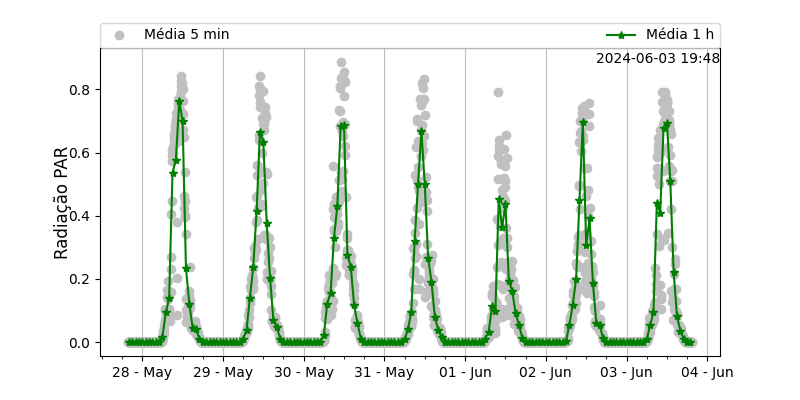 Média 5 min
Média 1 h
2024-06-03 19:48
Radiação PAR
0.8
0.6
0.4
0.2
0.0
28 - May
29 - May
30 - May
31 - May
01 - Jun
02 - Jun
03 - Jun
04 - Jun